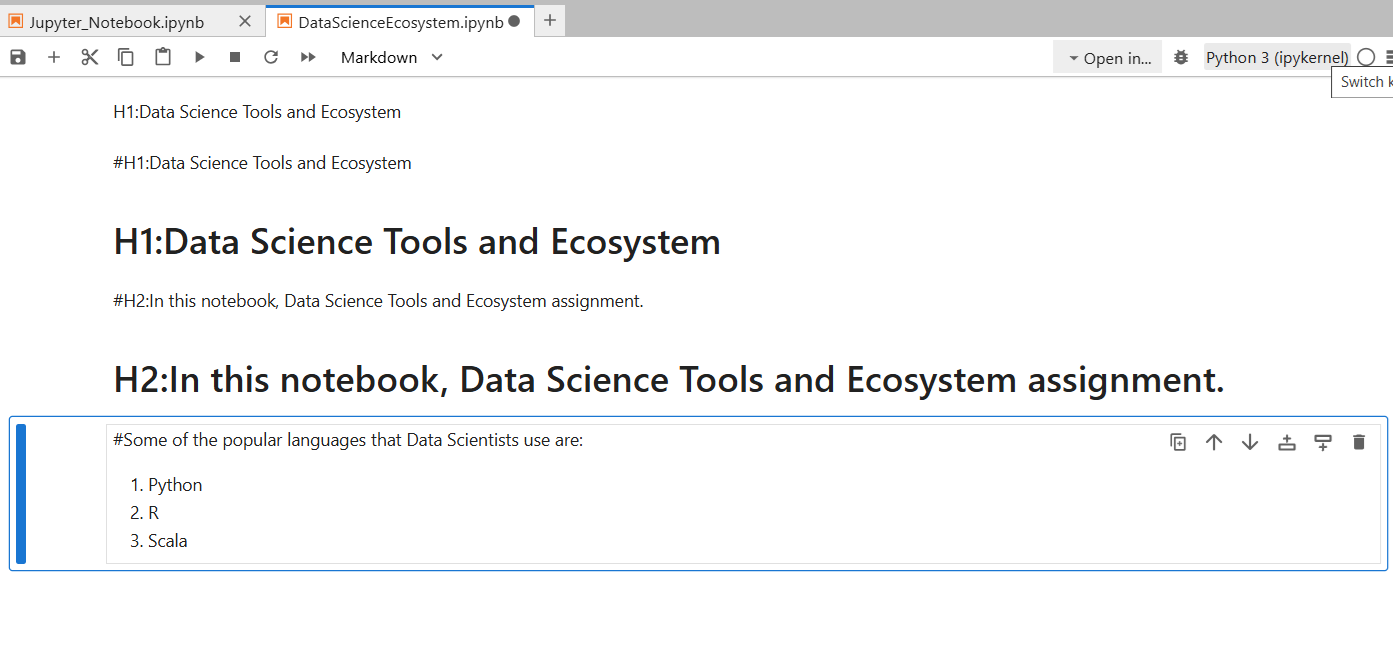 Jupyter_Notebook.ipynb
DataScienceEcosystem.ipynb
Markdown
Open in...
Python 3 (ipykernel)
Switch k
H1:Data Science Tools and Ecosystem
#H1:Data Science Tools and Ecosystem
H1:Data Science Tools and Ecosystem
#H2:In this notebook, Data Science Tools and Ecosystem assignment.
H2:In this notebook, Data Science Tools and Ecosystem assignment.
#Some of the popular languages that Data Scientists use are:
1. Python
2. R
3. Scala